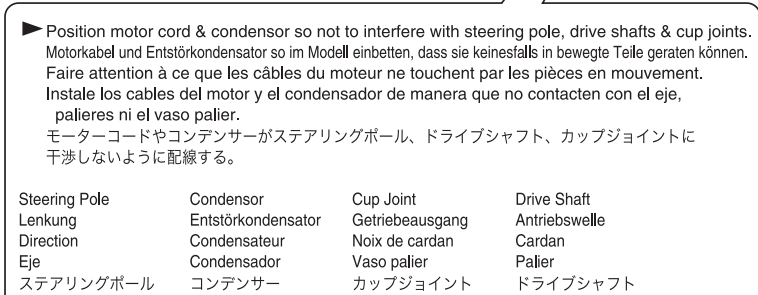 ►Position motor cord & condensor so not to interfere with steering pole, drive shafts & cup joints.
Motorkabel und Entstörkondensator so im Modell einbetten, dass sie keinesfalls in bewegte Teile geraten können.
Faire attention à ce que les câbles du moteur ne touchent par les pièces en mouvement.
Instale los cables del motor y el condensador de manera que no contacten con el eje,
palieres ni el vaso palier.
モーターコードやコンデンサーがステアリングポール、ドライブシャフト、カップジョイントに
干渉しないように配線する。
Steering Pole Condensor Cup Joint Drive Shaft
Lenkung Entstörkondensator Getriebeausgang Antriebswelle
Direction Condensateur Noix de cardan Cardan
Eje Condensador Vaso palier Palier
ステアリングポール コンデンサー カップジョイント ドライブシャフト